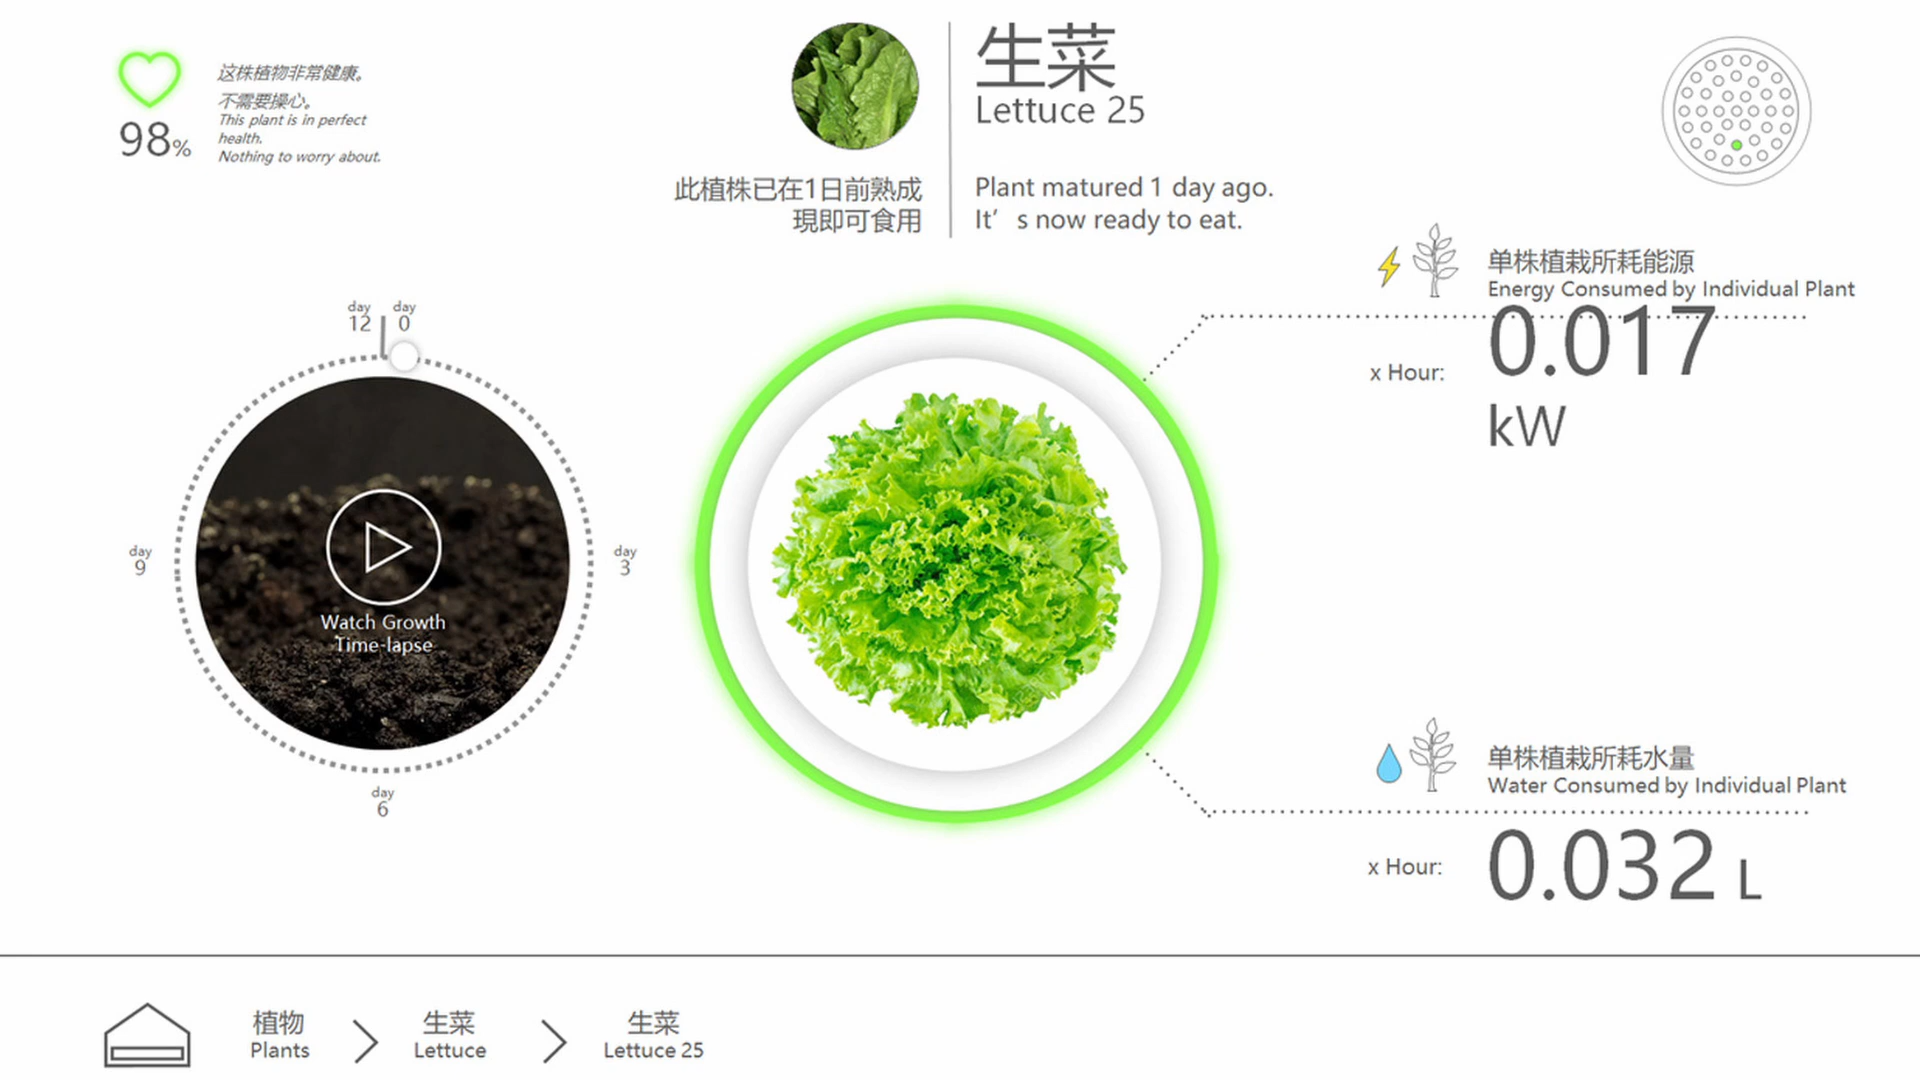 98%
这株植物非常健康。
不需要操心。
This plant is in perfect
health.
Nothing to worry about.
生菜
Lettuce 25
此植株已在1日前熟成
現即可食用
Plant matured 1 day ago.
It’s now ready to eat.
day
12
day
0
day
3
day
6
day
9
Watch Growth
Time-lapse
单株植栽所耗能源
Energy Consumed by Individual Plant
x Hour:
0.017
kW
单株植栽所耗水量
Water Consumed by Individual Plant
x Hour:
0.032 L
植物
Plants
生菜
Lettuce
生菜
Lettuce 25